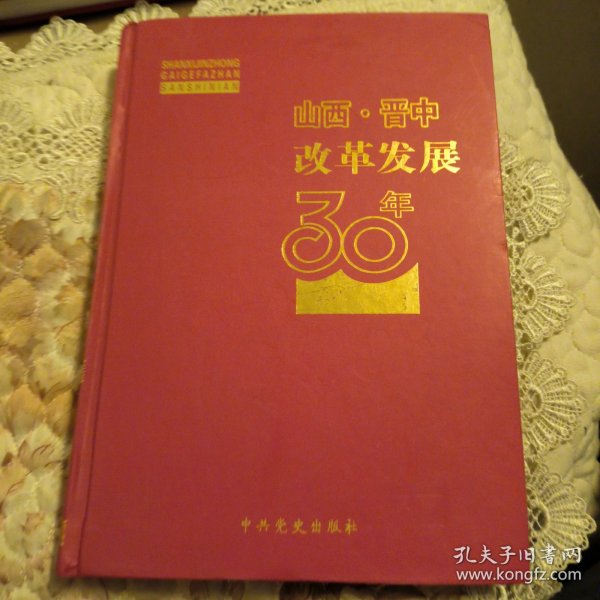 SHANXIJINZHONG
GAIGEFAZHAN
SANSHINIAN
山西·晋中
改革发展
30年
中共党史出版社
孔夫子旧书网
www.kongfz.com